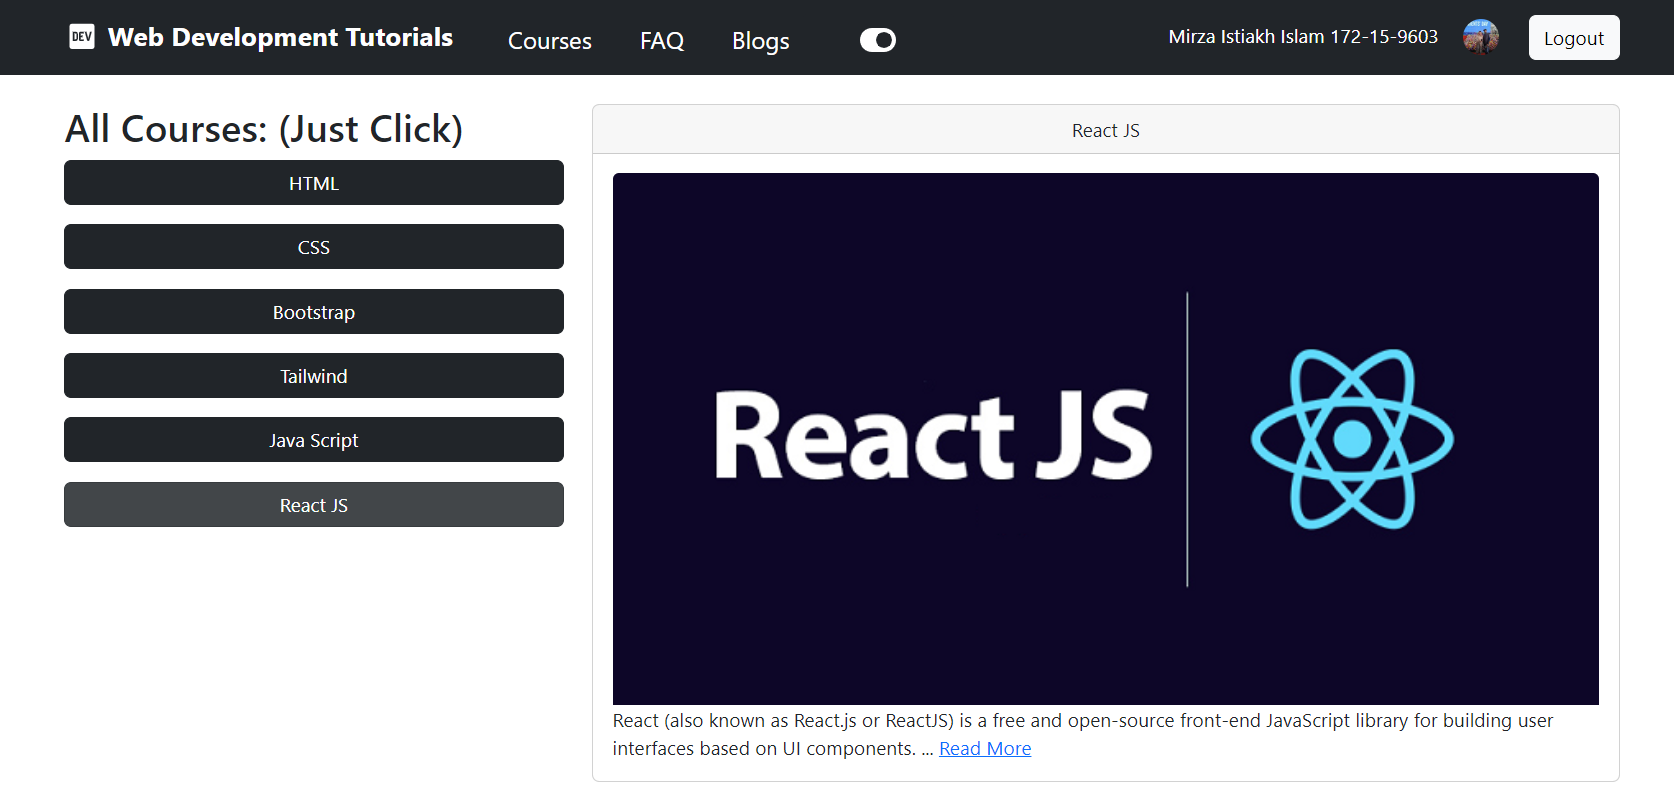 DEV Web Development Tutorials Courses FAQ Blogs Mirza Istiakh Islam 172-15-9603 Logout
All Courses: (Just Click)
HTML
CSS
Bootstrap
Tailwind
Java Script
React JS
React JS
React JS
React (also known as React.js or ReactJS) is a free and open-source front-end JavaScript library for building user
interfaces based on UI components. ... Read More